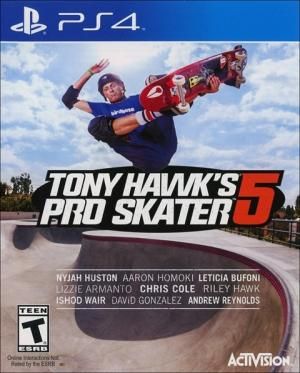 PS4
Birdhouse
TONY HAWK'S
PRO SKATER 5
NYJAH HUSTON AARON HOMOKI LETICIA BUFONI
LIZZIE ARMANTO CHRIS COLE RILEY HAWK
ISHOD WAIR DAVID GONZALEZ ANDREW REYNOLDS
TEEN
T
ESRB
Online Interactions Not
Rated by the ESRB
ACTIVISION